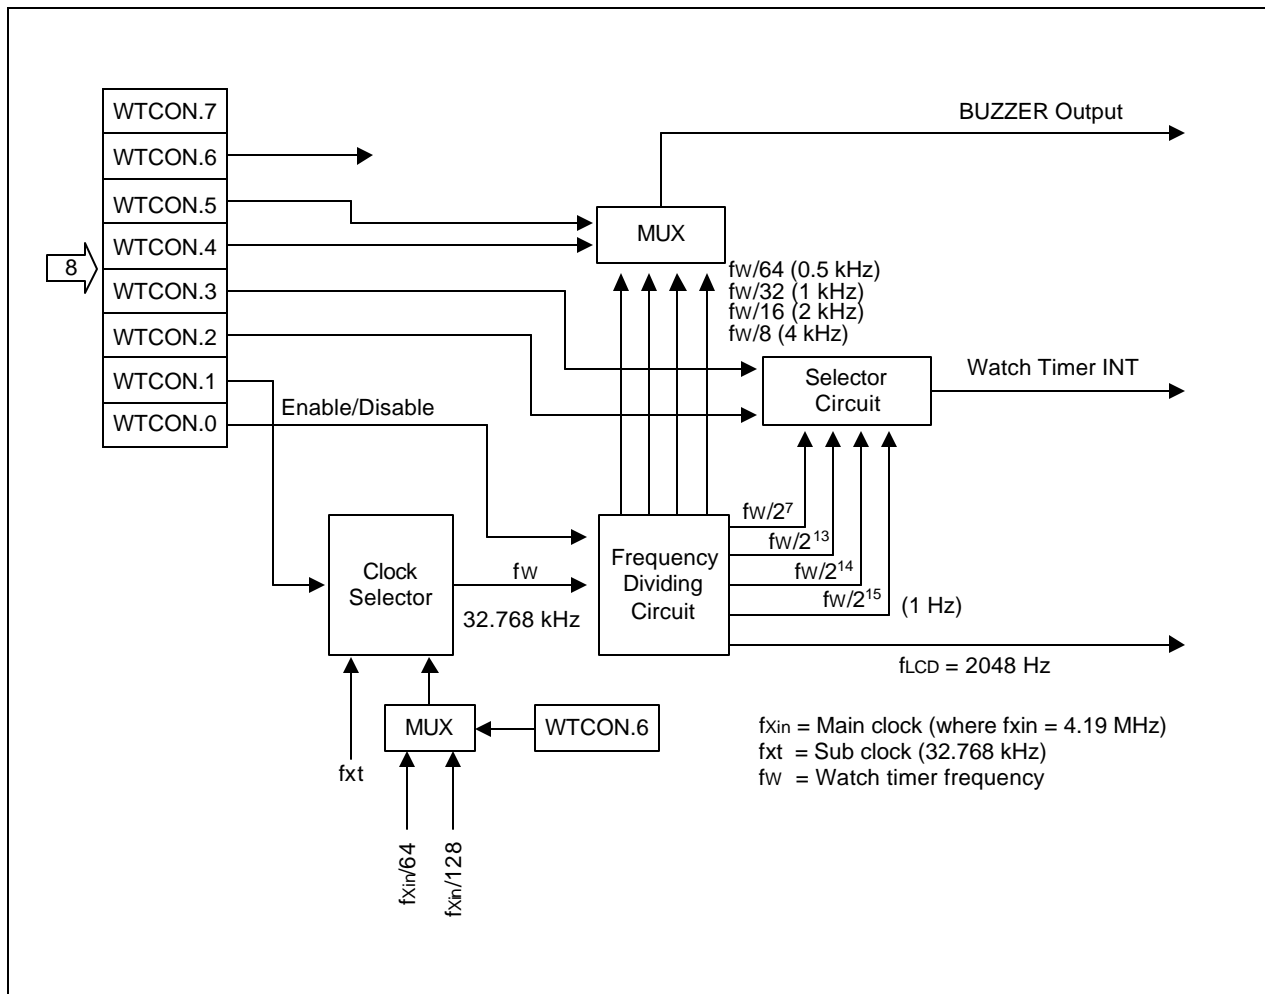 WTCON.7
WTCON.6
WTCON.5
WTCON.4
WTCON.3
WTCON.2
WTCON.1
WTCON.0
8
BUZZER Output
MUX
fW/64 (0.5 kHz)
fW/32 (1 kHz)
fW/16 (2 kHz)
fW/8 (4 kHz)
Enable/Disable
Selector
Circuit
Watch Timer INT
Clock
Selector
fW
32.768 kHz
Frequency
Dividing
Circuit
fW/2⁷
fW/2¹³
fW/2¹⁴
fW/2¹⁵
(1 Hz)
fLCD = 2048 Hz
MUX
WTCON.6
fxt
fXin/64
fXin/128
fXin = Main clock (where fxin = 4.19 MHz)
fxt = Sub clock (32.768 kHz)
fW = Watch timer frequency